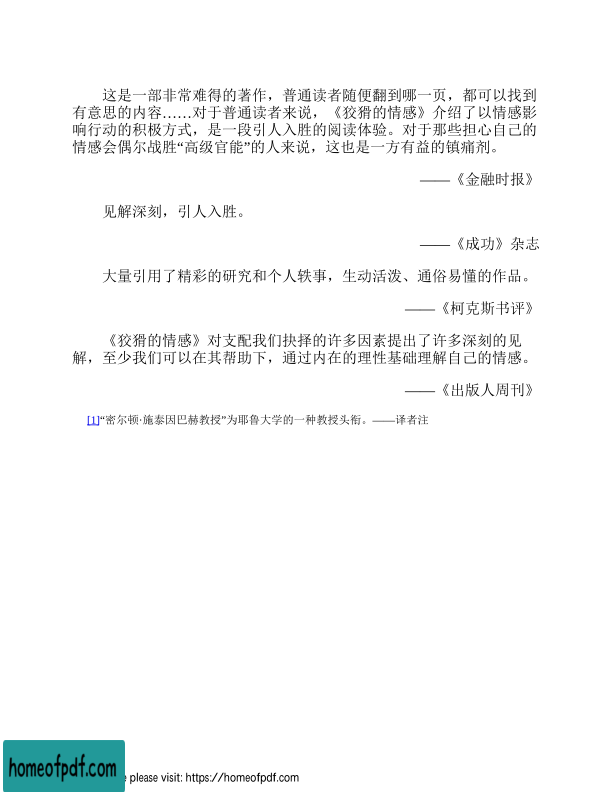 这是一部非常难得的著作，普通读者随便翻到哪一页，都可以找到
有意思的内容……对于普通读者来说，《狡猾的情感》介绍了以情感影
响行动的积极方式，是一段引人入胜的阅读体验。对于那些担心自己的
情感会偶尔战胜“高级官能”的人来说，这也是一方有益的镇痛剂。
——《金融时报》
见解深刻，引人入胜。
——《成功》杂志
大量引用了精彩的研究和个人轶事，生动活泼、通俗易懂的作品。
——《柯克斯书评》
《狡猾的情感》对支配我们抉择的许多因素提出了许多深刻的见
解，至少我们可以在其帮助下，通过内在的理性基础理解自己的情感。
——《出版人周刊》
[1]“密尔顿·施泰因巴赫教授”为耶鲁大学的一种教授头衔。——译者注
homeofpdf.com
please visit: https://homeofpdf.com